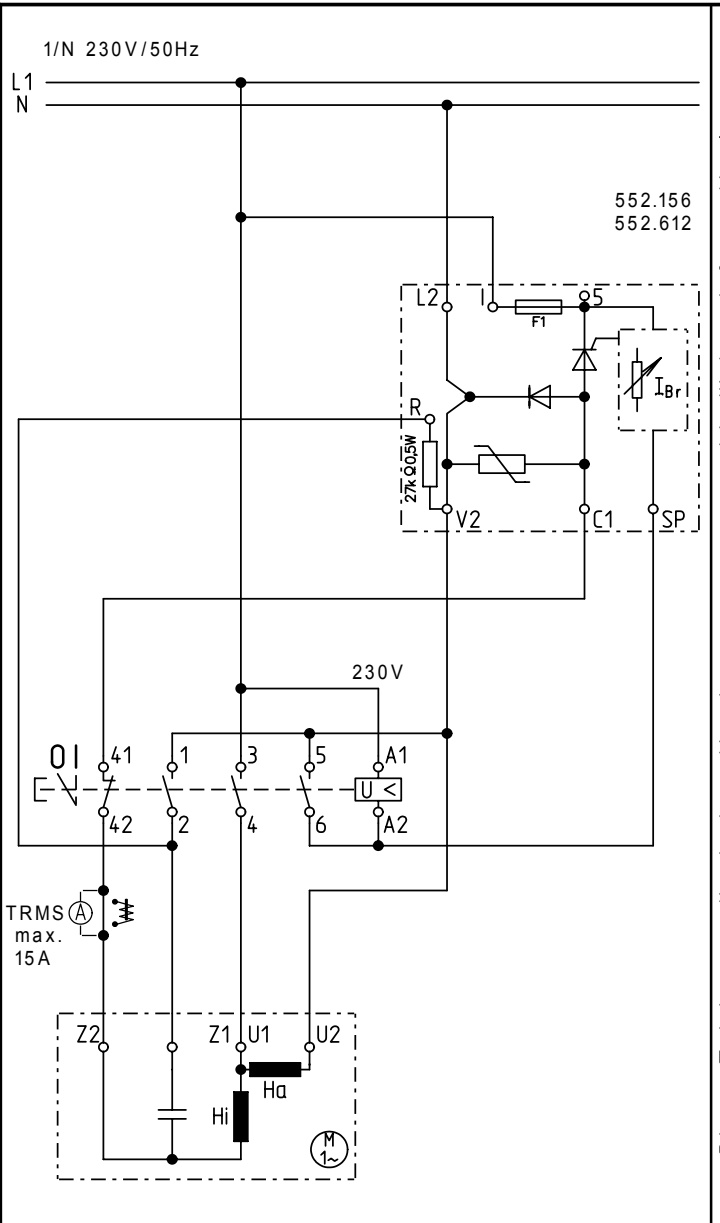 1/N 230V/50Hz
L1
N
552.156
552.612
L2 I 5
F1
I Br
R
27k Ω0,5W
V2 C1 SP
230V
0 I 41 1 3 5 A1
U <
42 2 4 6 A2
TRMS A
max.
15A
Z2 Z1 U1 U2
Ha
Hi
M
1~